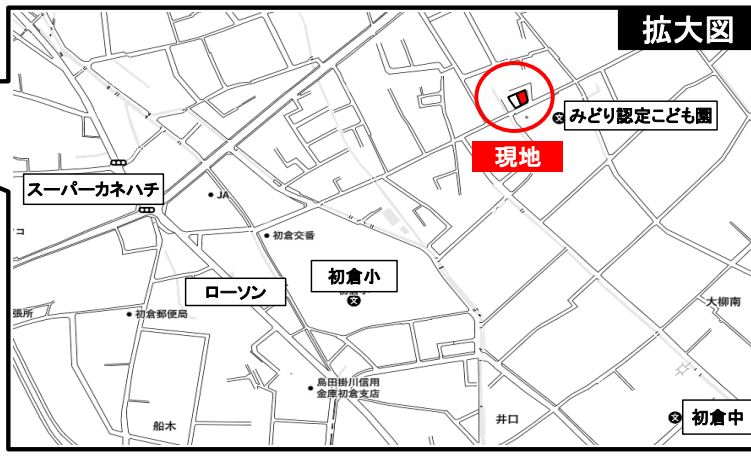 拡大図
みどり認定こども園
現地
スーパーカネハチ
JA
コ
初倉交番
ローソン
初倉小
大柳南
張所
初倉郵便局
島田掛川信用
金庫初倉支店
船木
井口
初倉中